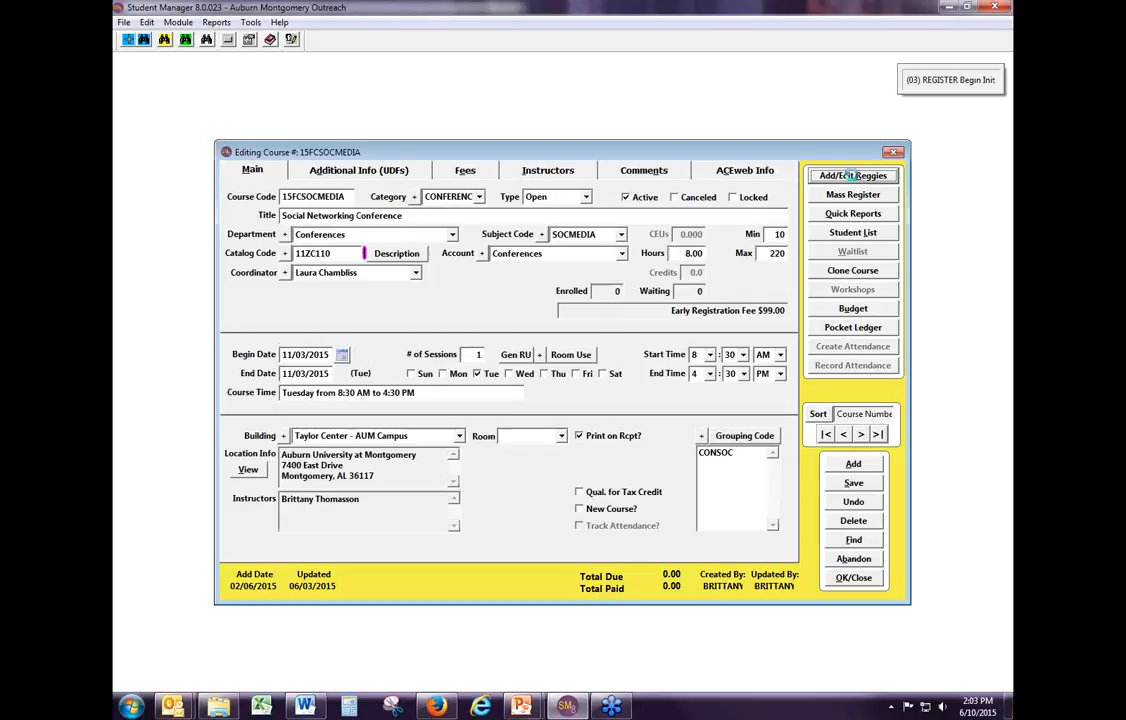 Student Manager 8.0.023 - Auburn Montgomery Outreach
File Edit Module Reports Tools Help
(03) REGISTER Begin Init
Editing Course #: 15FCSOCMEDIA
Main Additional Info (UDFs) Fees Instructors Comments ACEweb Info
Course Code 15FCSOCMEDIA Category + CONFERENC Type Open Active Canceled Locked
Title Social Networking Conference
Department Conferences Subject Code + SOCMEDIA CEUs 0.000 Min 10
Catalog Code + 11ZC110 Description Account + Conferences Hours 8.00 Max 220
Coordinator + Laura Chambliss Credits 0.0
Enrolled 0 Waiting 0
Early Registration Fee $99.00
Begin Date 11/03/2015 # of Sessions 1 Gen RU + Room Use Start Time 8 : 30 AM
End Date 11/03/2015 (Tue) Sun Mon Tue Wed Thu Fri Sat End Time 4 : 30 PM
Course Time Tuesday from 8:30 AM to 4:30 PM
Building + Taylor Center - AUM Campus Room Print on Rcpt? + Grouping Code
Location Info Auburn University at Montgomery CONSOC
View 7400 East Drive
Montgomery, AL 36117
Instructors Brittany Thomasson
Qual. for Tax Credit
New Course?
Track Attendance?
Add Date Updated Total Due 0.00 Created By: Updated By:
02/06/2015 06/03/2015 Total Paid 0.00 BRITTANY BRITTANY
Add/Edit Reggies
Mass Register
Quick Reports
Student List
Waitlist
Clone Course
Workshops
Budget
Pocket Ledger
Create Attendance
Record Attendance
Sort Course Numbe
|< < > >|
Add
Save
Undo
Delete
Find
Abandon
OK/Close
2:03 PM
6/10/2015